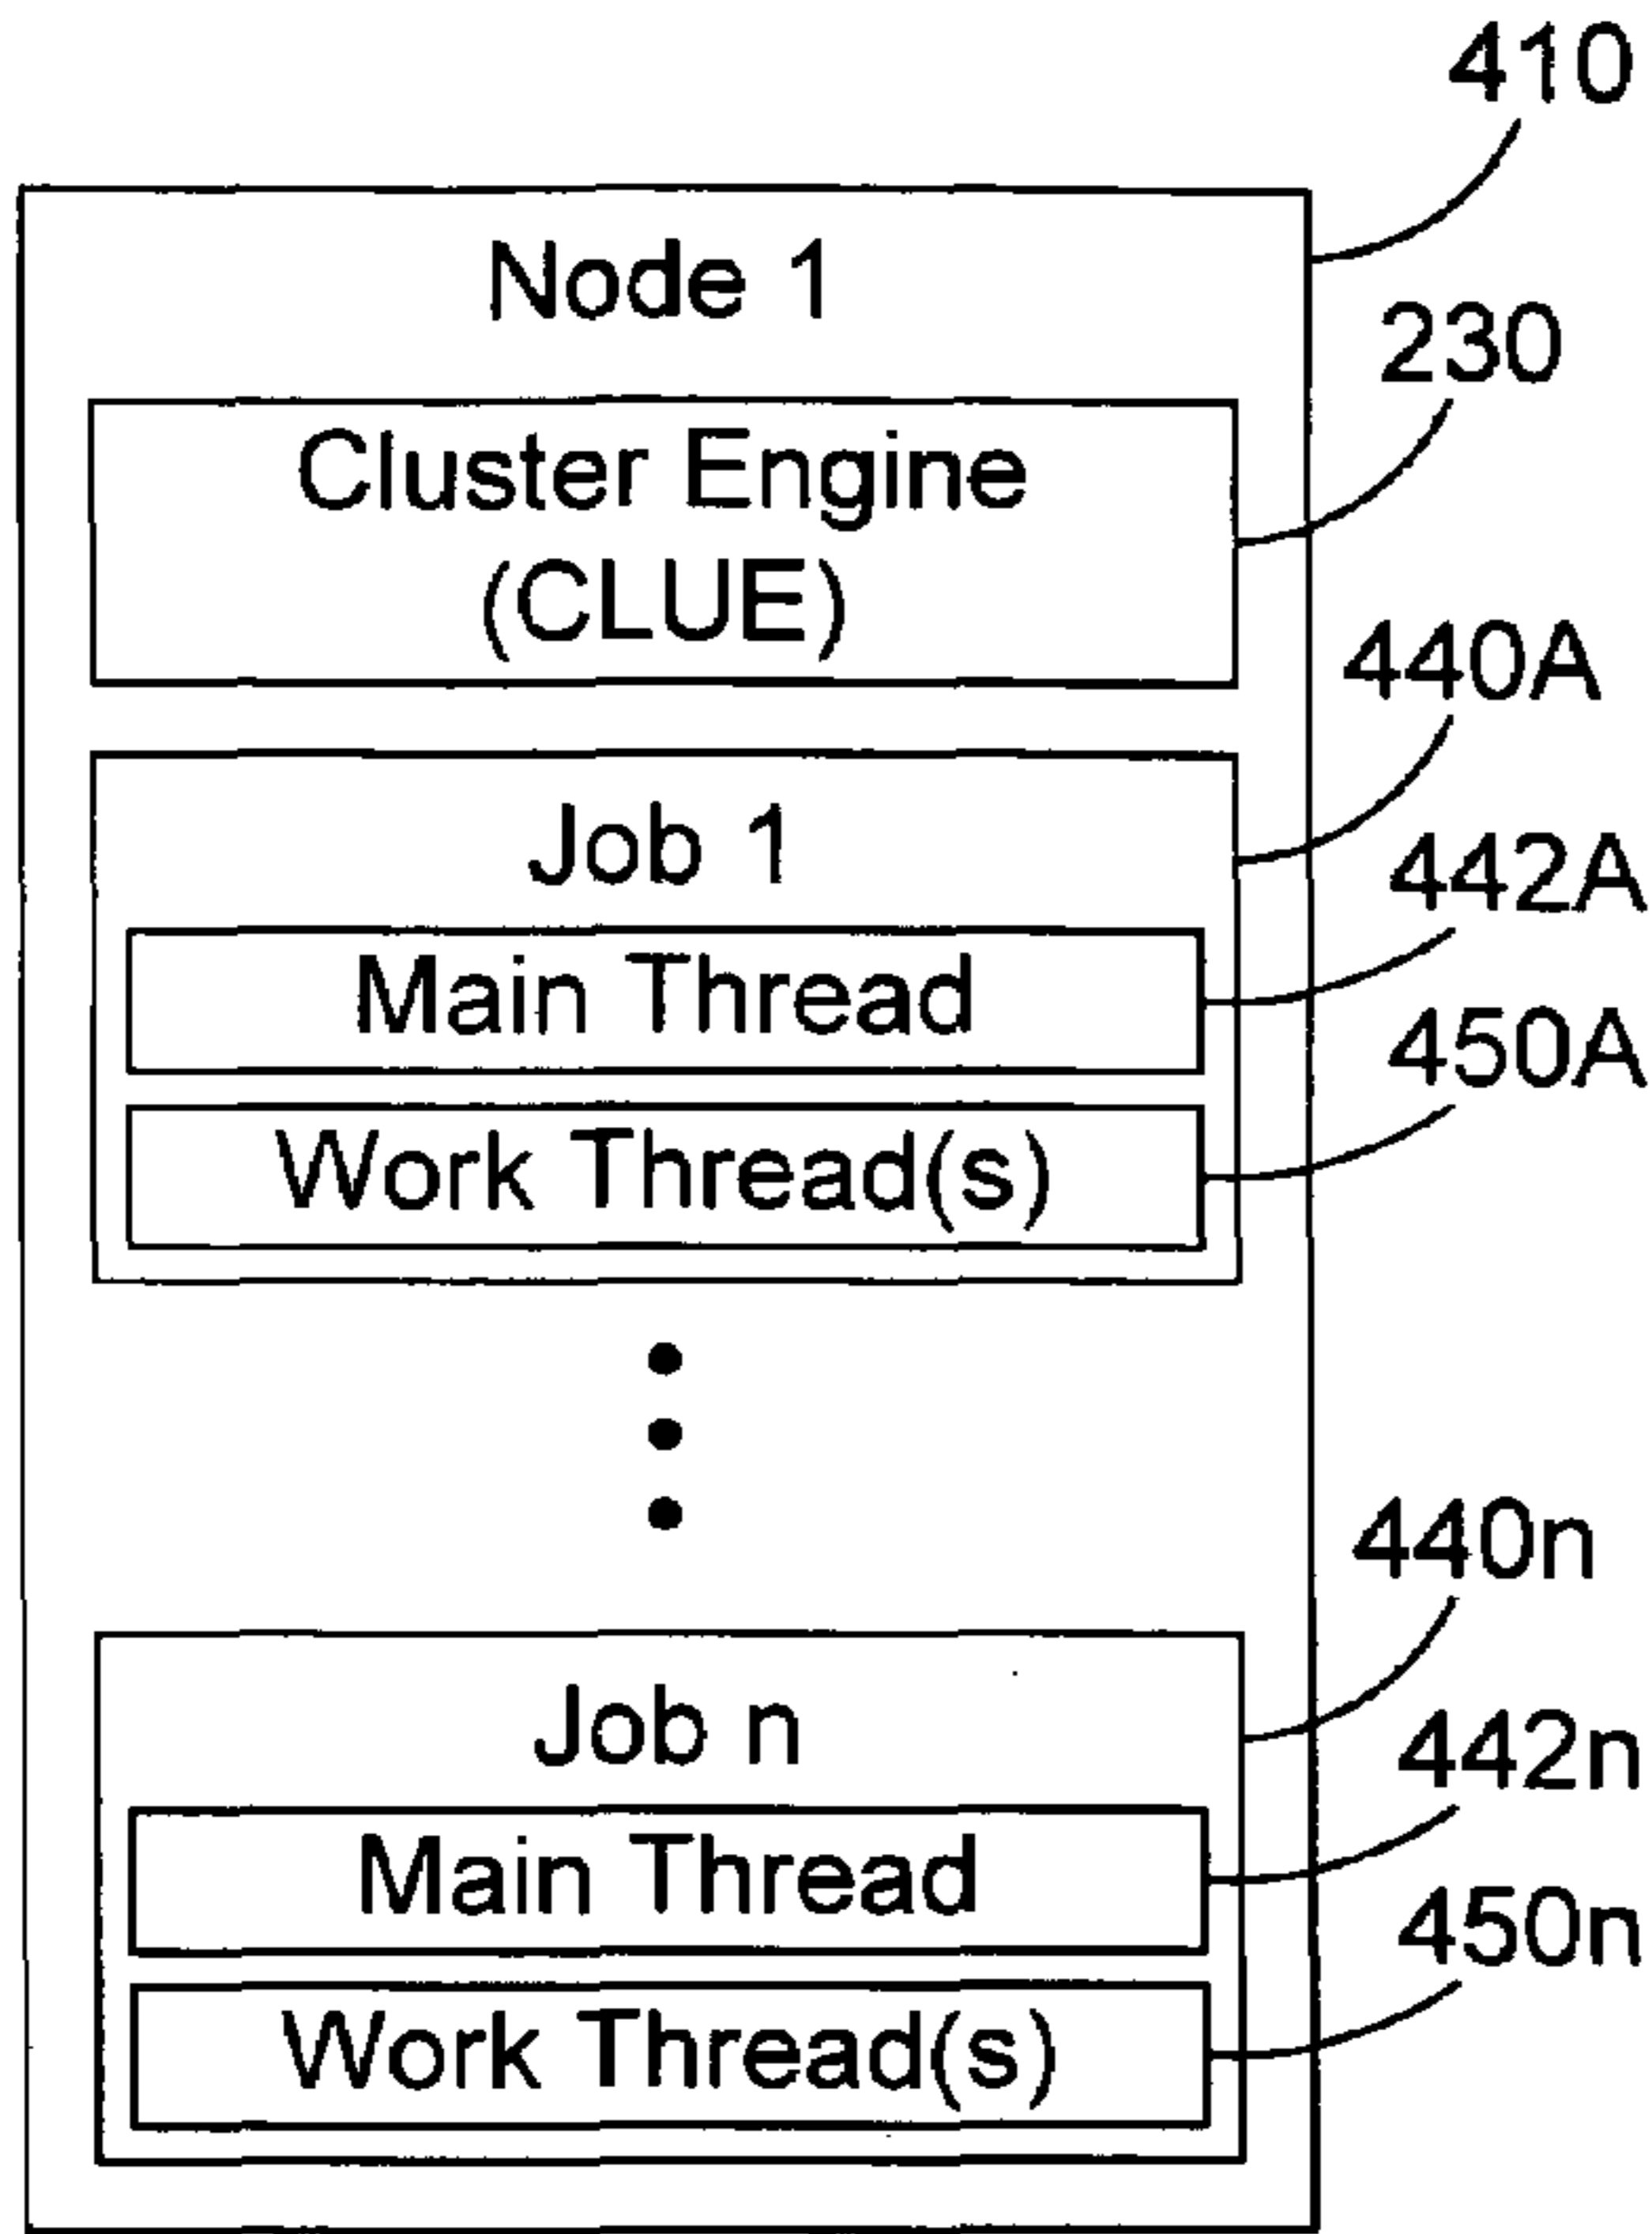 410
Node 1
230
Cluster Engine
(CLUE)
440A
Job 1
442A
Main Thread
450A
Work Thread(s)
440n
Job n
442n
Main Thread
450n
Work Thread(s)